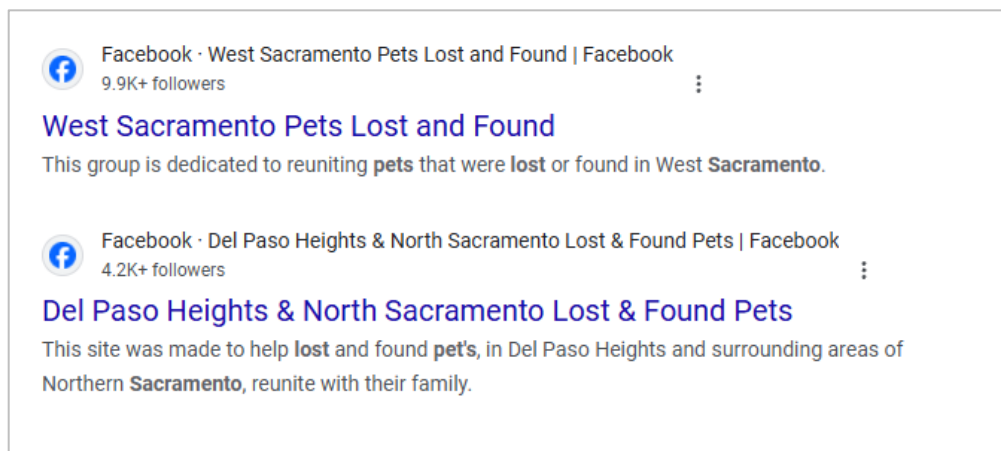 Facebook · West Sacramento Pets Lost and Found | Facebook
9.9K+ followers
West Sacramento Pets Lost and Found
This group is dedicated to reuniting pets that were lost or found in West Sacramento.
Facebook · Del Paso Heights & North Sacramento Lost & Found Pets | Facebook
4.2K+ followers
Del Paso Heights & North Sacramento Lost & Found Pets
This site was made to help lost and found pet's, in Del Paso Heights and surrounding areas of
Northern Sacramento, reunite with their family.